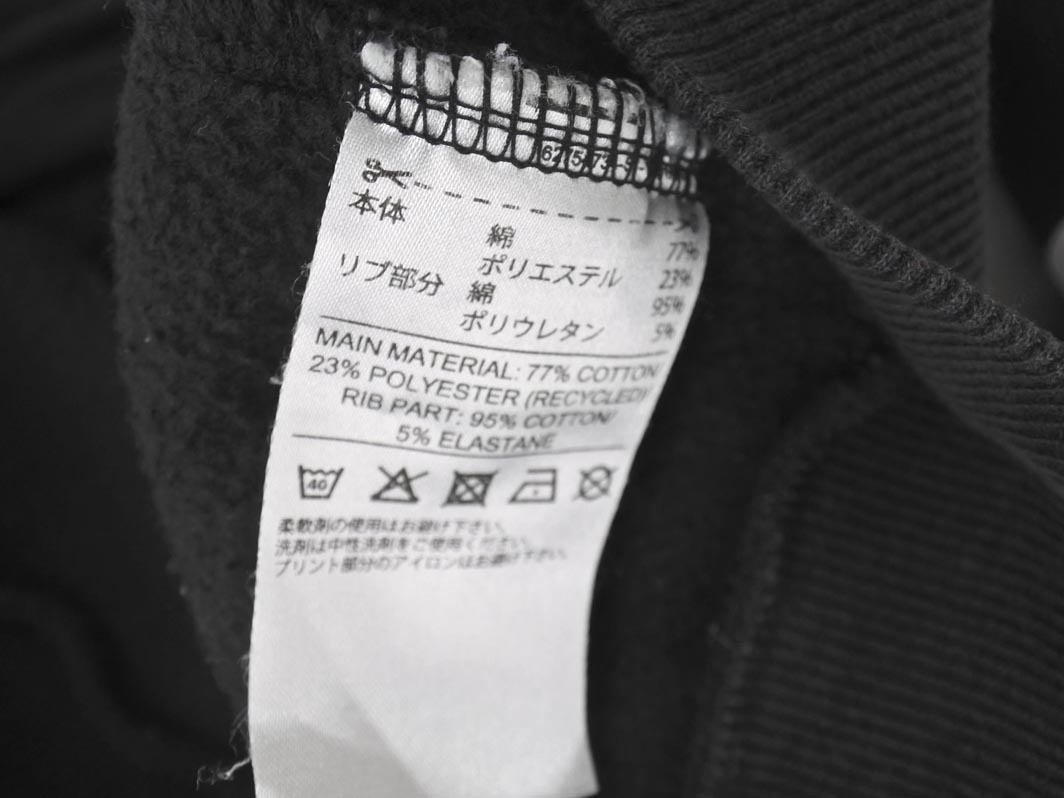 本体 綿 77%
ポリエステル 23%
リブ部分 綿 95%
ポリウレタン 5%
MAIN MATERIAL: 77% COTTON/
23% POLYESTER (RECYCLED)/
RIB PART: 95% COTTON/
5% ELASTANE
40
柔軟剤の使用はお避け下さい。
洗剤は中性洗剤をご使用ください。
プリント部分のアイロンはお避け下さい。